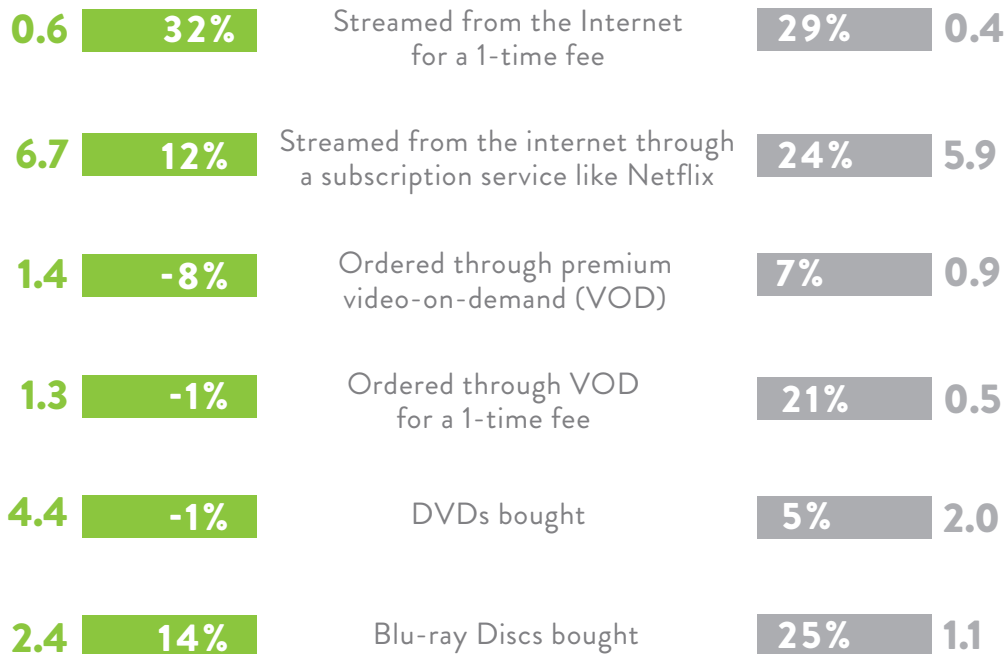 0.6 32% Streamed from the Internet 29% 0.4
for a 1-time fee
6.7 12% Streamed from the internet through 24% 5.9
a subscription service like Netflix
1.4 -8% Ordered through premium 7% 0.9
video-on-demand (VOD)
1.3 -1% Ordered through VOD 21% 0.5
for a 1-time fee
4.4 -1% DVDs bought 5% 2.0
2.4 14% Blu-ray Discs bought 25% 1.1